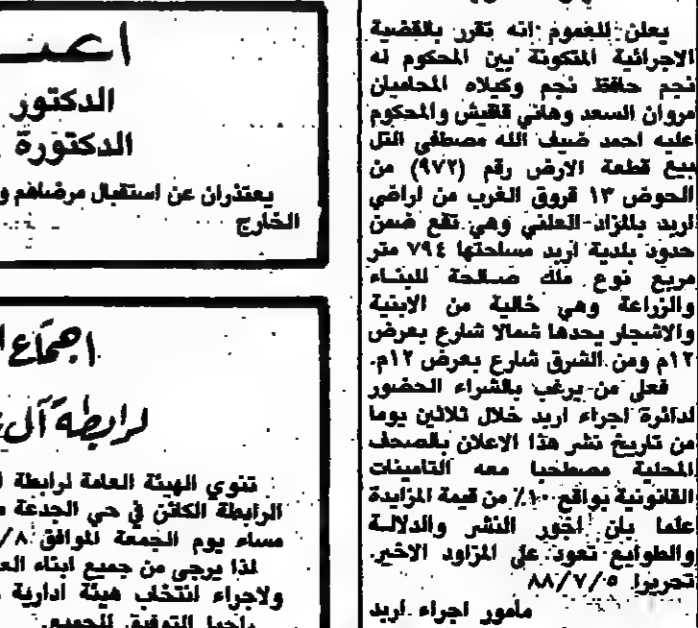 يعلن للعموم انه تقرر بالقضية
الاجرائية المتكونة بين المحكوم له
نجم حافظ نجم وكيلاه المحاميان
مروان السعد وهاني قاقيش والمحكوم
عليه احمد ضيف الله مصطفى التل
بيع قطعة الارض رقم (٩٧٢) من
الحوض ١٣ قروق الغرب من اراضي
اربد بالمزاد العلني وهي تقع ضمن
حدود بلدية اربد مساحتها ٧٩٤ متر
مربع نوع ملك صالحة للبناء
والزراعة وهي خالية من الابنية
والاشجار يحدها شمالا شارع بعرض
١٢م ومن الشرق شارع بعرض ١٢م.
فعلى من يرغب بالشراء الحضور
لدائرة اجراء اربد خلال ثلاثين يوما
من تاريخ نشر هذا الاعلان بالصحف
المحلية مصطحبا معه التامينات
القانونية بواقع ١٠٪ من قيمة المزايدة
علما بان اجور النشر والدلالة
والطوابع تعود على المزاود الاخير.
تحريرا ٨٨/٧/٥
مأمور اجراء اربد
الدكتور
الدكتورة
يعتذران عن استقبال مرضاهم و
الخارج
اجتماع
لرابطة آل
تنوي الهيئة العامة لرابطة
الرابطة الكائن في حي الجدعة
مساء يوم الجمعة الموافق ٨/
لذا يرجى من جميع ابناء
ولاجراء انتخاب هيئة ادارية
التوفيق للجميع.